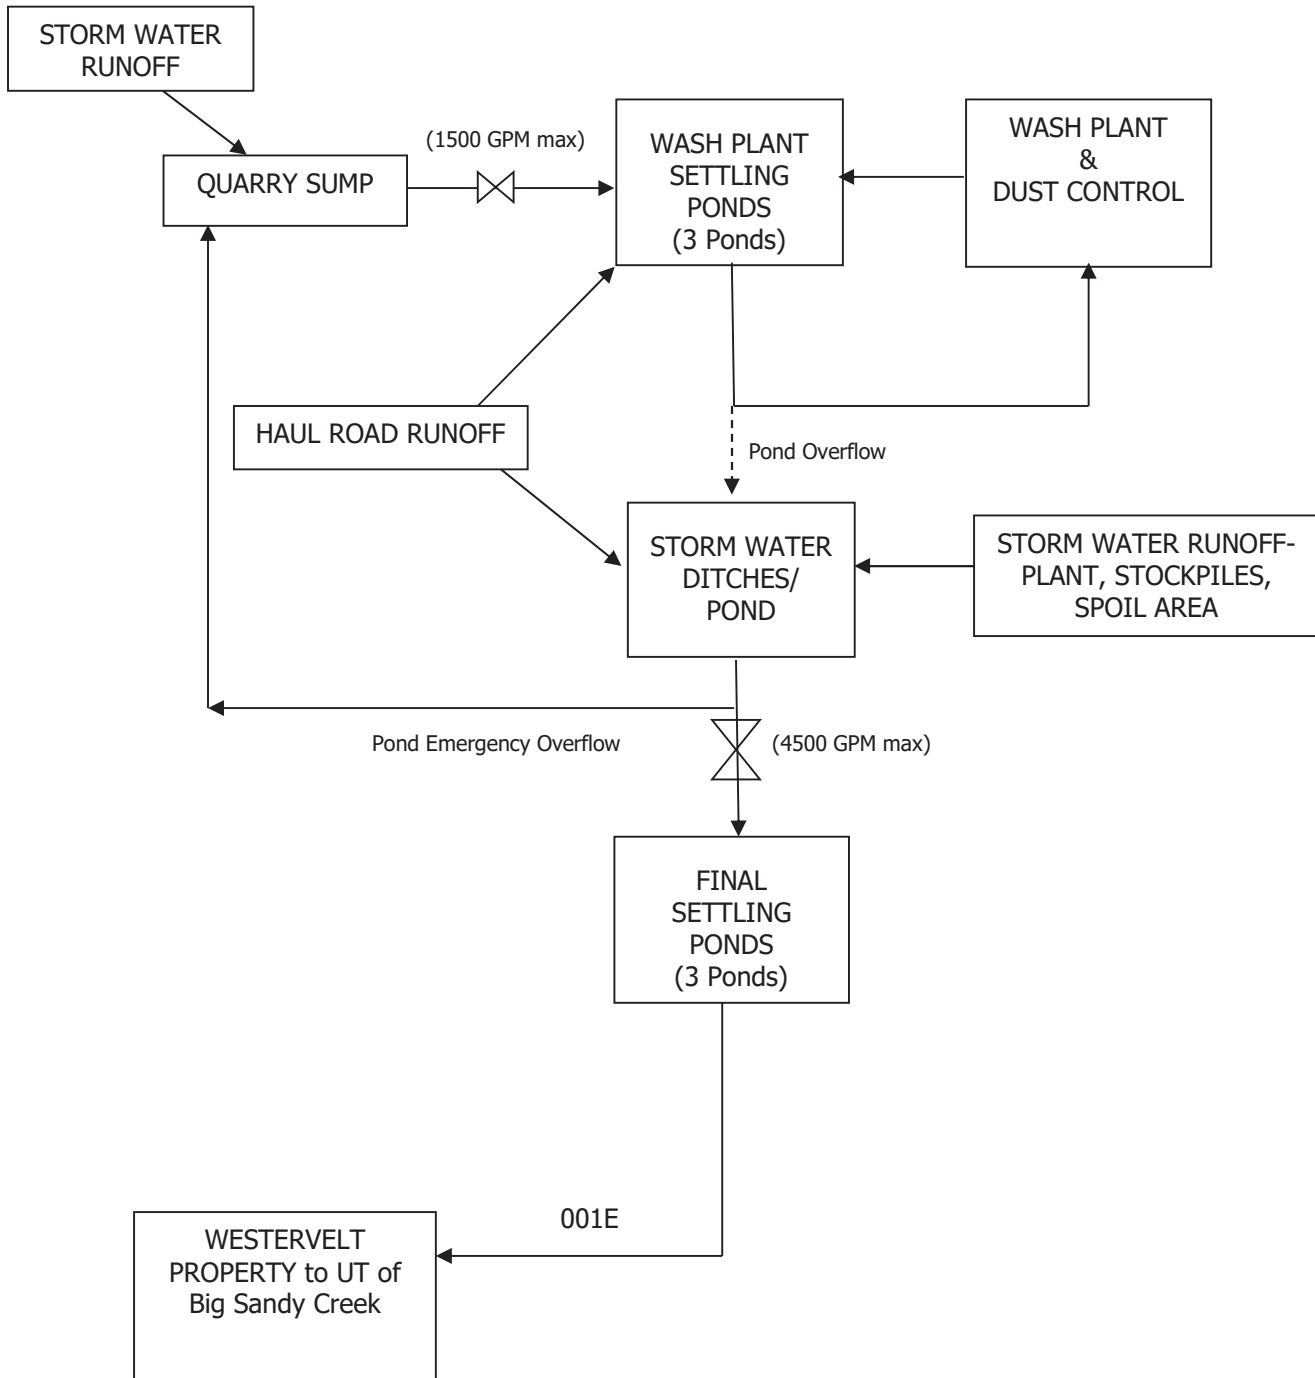 STORM WATER
RUNOFF
(1500 GPM max)
QUARRY SUMP
WASH PLANT
SETTLING
PONDS
(3 Ponds)
WASH PLANT
&
DUST CONTROL
HAUL ROAD RUNOFF
Pond Overflow
STORM WATER
DITCHES/
POND
STORM WATER RUNOFF-
PLANT, STOCKPILES,
SPOIL AREA
Pond Emergency Overflow
(4500 GPM max)
FINAL
SETTLING
PONDS
(3 Ponds)
001E
WESTERVELT
PROPERTY to UT of
Big Sandy Creek